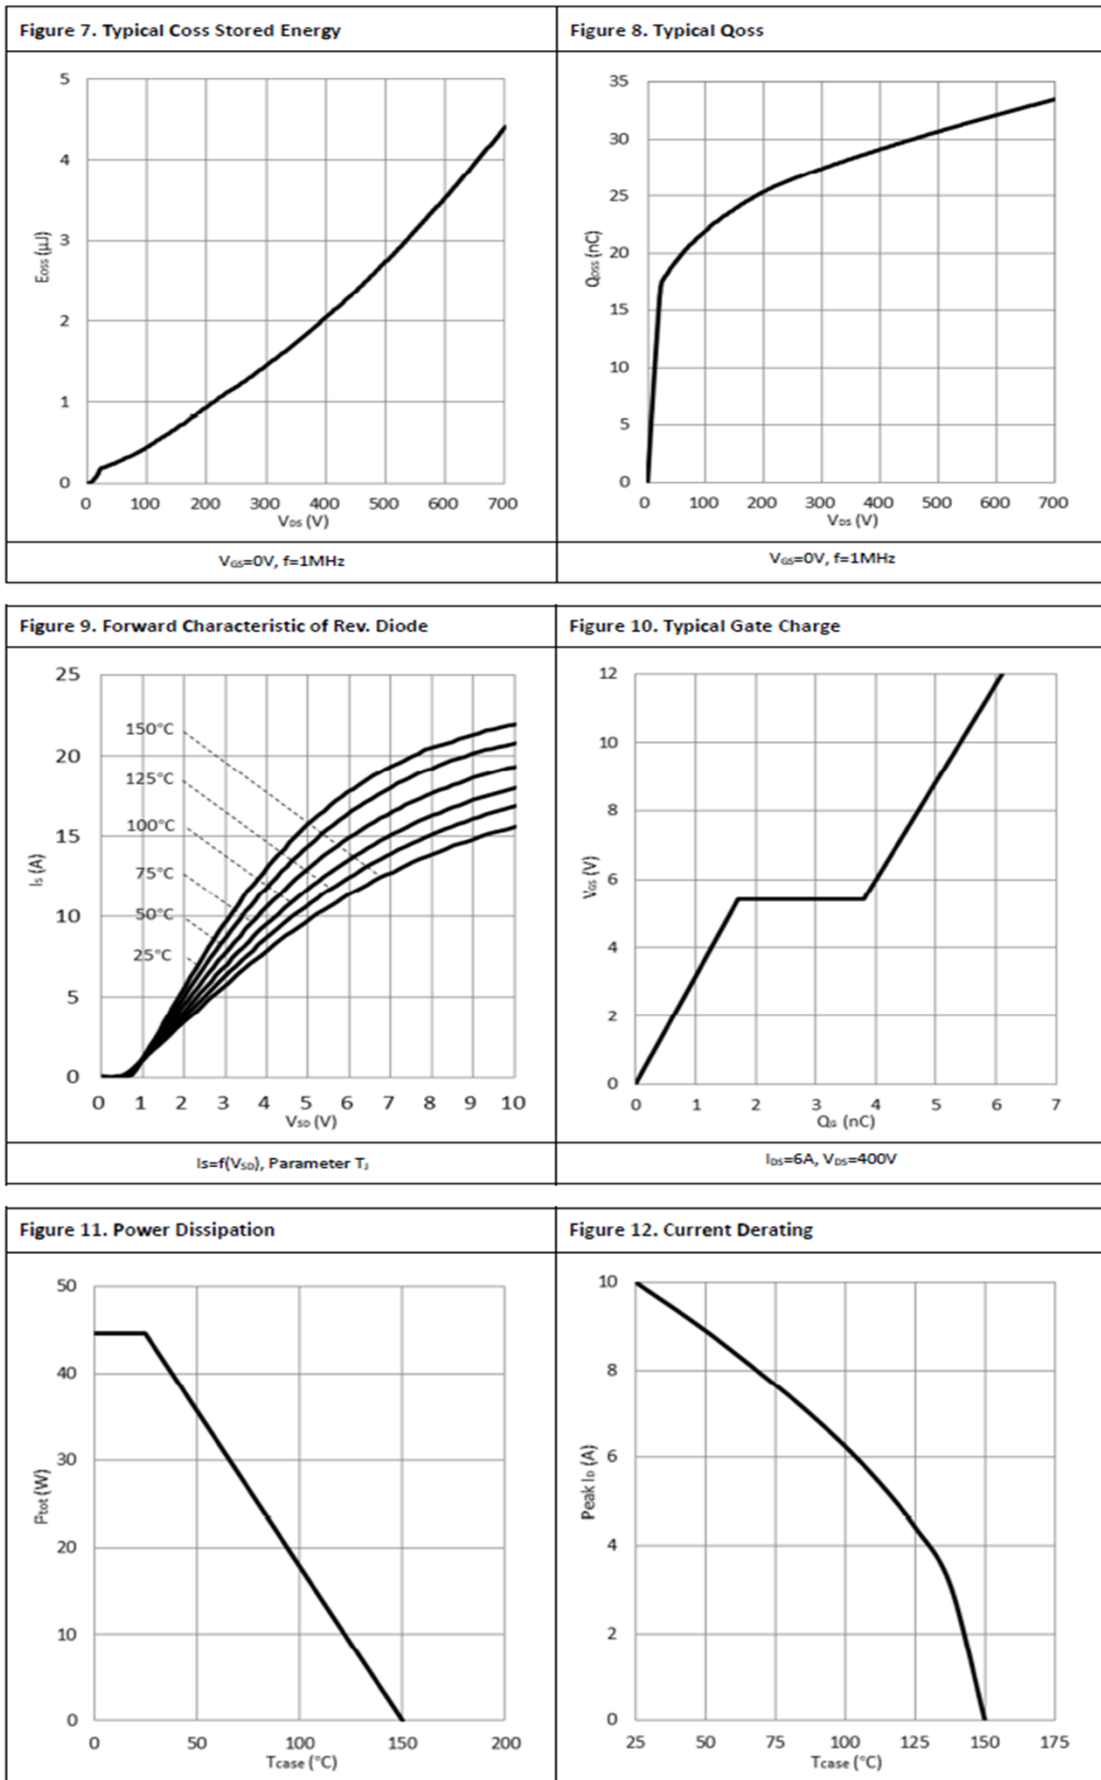 Figure 7. Typical Coss Stored Energy
5
4
3
2
1
0
Eoss (μJ)
0 100 200 300 400 500 600 700
VDS (V)
VGS=0V, f=1MHz
Figure 8. Typical Qoss
35
30
25
20
15
10
5
0
Qoss (nC)
0 100 200 300 400 500 600 700
VDS (V)
VGS=0V, f=1MHz
Figure 9. Forward Characteristic of Rev. Diode
25
20
15
10
5
0
IS (A)
150°C
125°C
100°C
75°C
50°C
25°C
0 1 2 3 4 5 6 7 8 9 10
VSD (V)
IS=f(VSD), Parameter TJ
Figure 10. Typical Gate Charge
12
10
8
6
4
2
0
VGS (V)
0 1 2 3 4 5 6 7
QG (nC)
IDS=6A, VDS=400V
Figure 11. Power Dissipation
50
40
30
20
10
0
Ptot (W)
0 50 100 150 200
Tcase (°C)
Figure 12. Current Derating
10
8
6
4
2
0
Peak ID (A)
25 50 75 100 125 150 175
Tcase (°C)